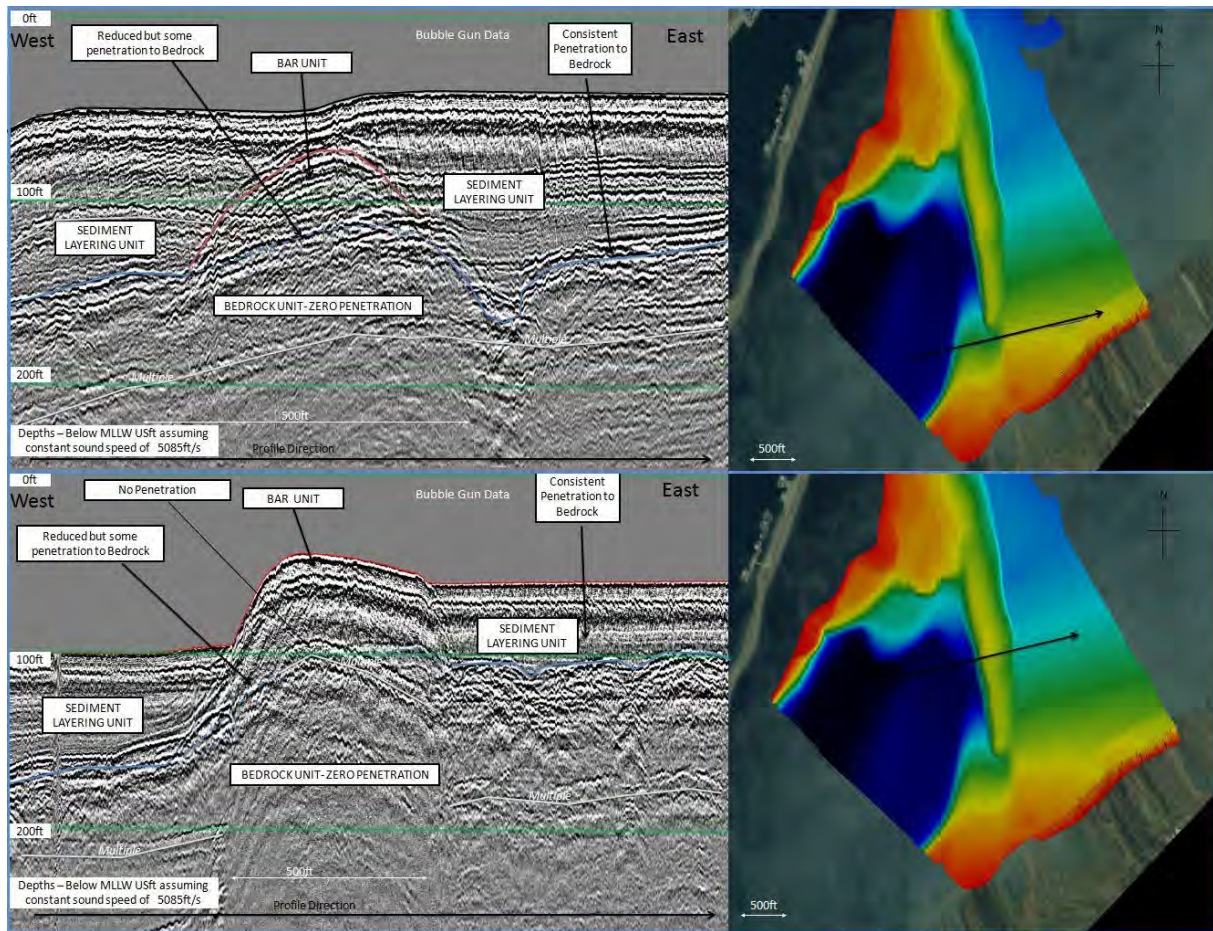 0ft
West
Reduced but some
penetration to Bedrock
BAR UNIT
Bubble Gun Data
Consistent
Penetration to
Bedrock
East
100ft
SEDIMENT
LAYERING UNIT
SEDIMENT
LAYERING UNIT
BEDROCK UNIT-ZERO PENETRATION
Multiple
Multiple
200ft
500ft
Depths – Below MLLW USft assuming
constant sound speed of 5085ft/s
Profile Direction
N
500ft
0ft
West
No Penetration
BAR UNIT
Bubble Gun Data
Consistent
Penetration to
Bedrock
East
Reduced but some
penetration to Bedrock
100ft
Multiple
SEDIMENT
LAYERING UNIT
SEDIMENT
LAYERING UNIT
BEDROCK UNIT-ZERO PENETRATION
Multiple
200ft
Multiple
500ft
Depths – Below MLLW USft assuming
constant sound speed of 5085ft/s
Profile Direction
N
500ft